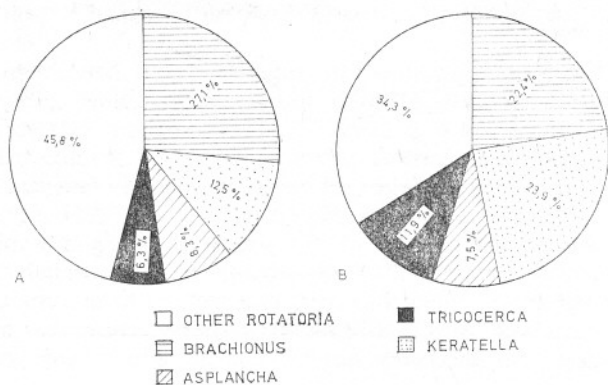 45,8 %
27,1 %
12,5 %
8,3 %
6,3 %
A
34,3 %
22,4 %
23,9 %
7,5 %
11,9 %
B
OTHER ROTATORIA
BRACHIONUS
ASPLANCHA
TRICOCERCA
KERATELLA